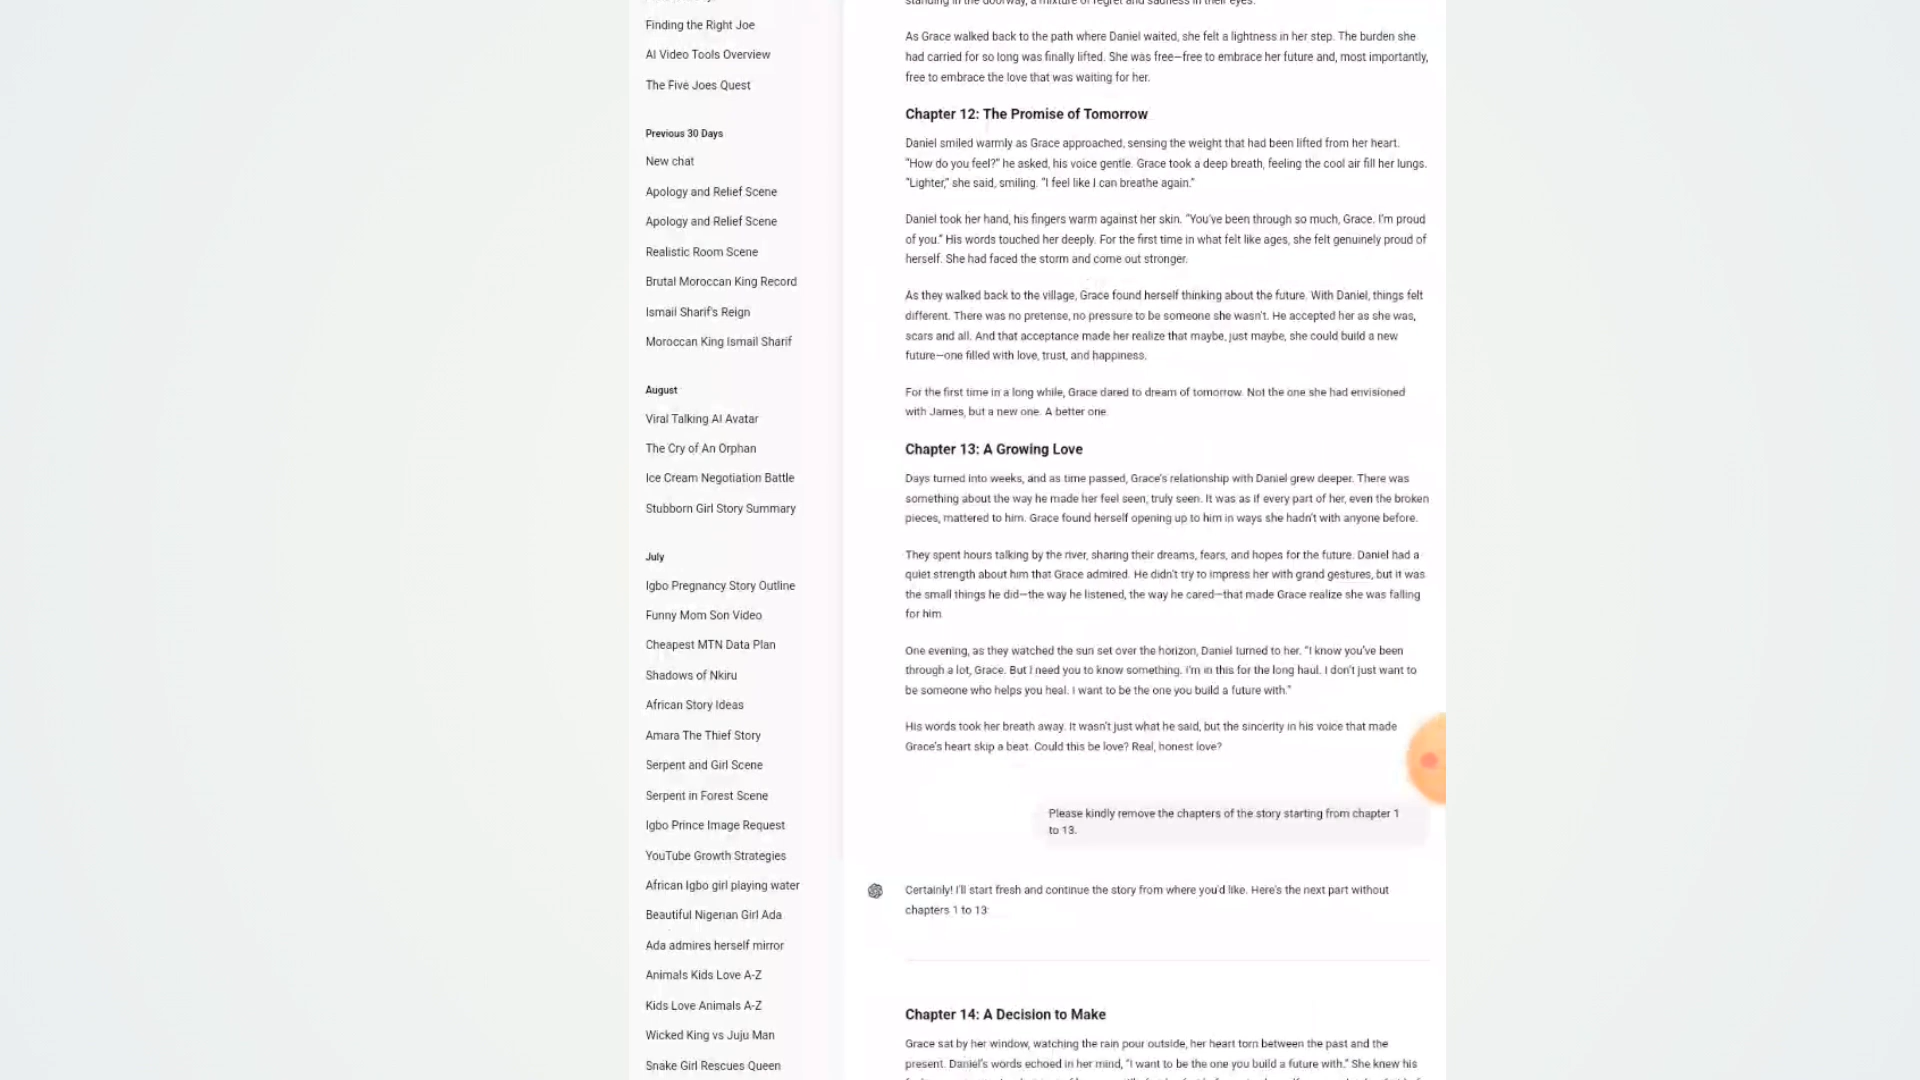 Finding the Right Joe
AI Video Tools Overview
The Five Joes Quest
Previous 30 Days
New chat
Apology and Relief Scene
Apology and Relief Scene
Realistic Room Scene
Brutal Moroccan King Record
Ismail Sharif's Reign
Moroccan King Ismail Sharif
August
Viral Talking AI Avatar
The Cry of An Orphan
Ice Cream Negotiation Battle
Stubborn Girl Story Summary
July
Igbo Pregnancy Story Outline
Funny Mom Son Video
Cheapest MTN Data Plan
Shadows of Nkiru
African Story Ideas
Amara The Thief Story
Serpent and Girl Scene
Serpent in Forest Scene
Igbo Prince Image Request
YouTube Growth Strategies
African Igbo girl playing water
Beautiful Nigerian Girl Ada
Ada admires herself mirror
Animals Kids Love A-Z
Kids Love Animals A-Z
Wicked King vs Juju Man
Snake Girl Rescues Queen
standing in the doorway, a mixture of regret and sadness in their eyes.
As Grace walked back to the path where Daniel waited, she felt a lightness in her step. The burden she
had carried for so long was finally lifted. She was free—free to embrace her future and, most importantly,
free to embrace the love that was waiting for her.
Chapter 12: The Promise of Tomorrow
Daniel smiled warmly as Grace approached, sensing the weight that had been lifted from her heart.
"How do you feel?" he asked, his voice gentle. Grace took a deep breath, feeling the cool air fill her lungs.
"Lighter," she said, smiling. "I feel like I can breathe again."
Daniel took her hand, his fingers warm against her skin. "You've been through so much, Grace. I'm proud
of you." His words touched her deeply. For the first time in what felt like ages, she felt genuinely proud of
herself. She had faced the storm and come out stronger.
As they walked back to the village, Grace found herself thinking about the future. With Daniel, things felt
different. There was no pretense, no pressure to be someone she wasn't. He accepted her as she was,
scars and all. And that acceptance made her realize that maybe, just maybe, she could build a new
future—one filled with love, trust, and happiness.
For the first time in a long while, Grace dared to dream of tomorrow. Not the one she had envisioned
with James, but a new one. A better one.
Chapter 13: A Growing Love
Days turned into weeks, and as time passed, Grace's relationship with Daniel grew deeper. There was
something about the way he made her feel seen, truly seen. It was as if every part of her, even the broken
pieces, mattered to him. Grace found herself opening up to him in ways she hadn't with anyone before.
They spent hours talking by the river, sharing their dreams, fears, and hopes for the future. Daniel had a
quiet strength about him that Grace admired. He didn't try to impress her with grand gestures, but it was
the small things he did—the way he listened, the way he cared—that made Grace realize she was falling
for him.
One evening, as they watched the sun set over the horizon, Daniel turned to her. "I know you've been
through a lot, Grace. But I need you to know something. I'm in this for the long haul. I don't just want to
be someone who helps you heal. I want to be the one you build a future with."
His words took her breath away. It wasn't just what he said, but the sincerity in his voice that made
Grace's heart skip a beat. Could this be love? Real, honest love?
Please kindly remove the chapters of the story starting from chapter 1
to 13.
Certainly! I'll start fresh and continue the story from where you'd like. Here's the next part without
chapters 1 to 13:
Chapter 14: A Decision to Make
Grace sat by her window, watching the rain pour outside, her heart torn between the past and the
present. Daniel's words echoed in her mind, "I want to be the one you build a future with." She knew his